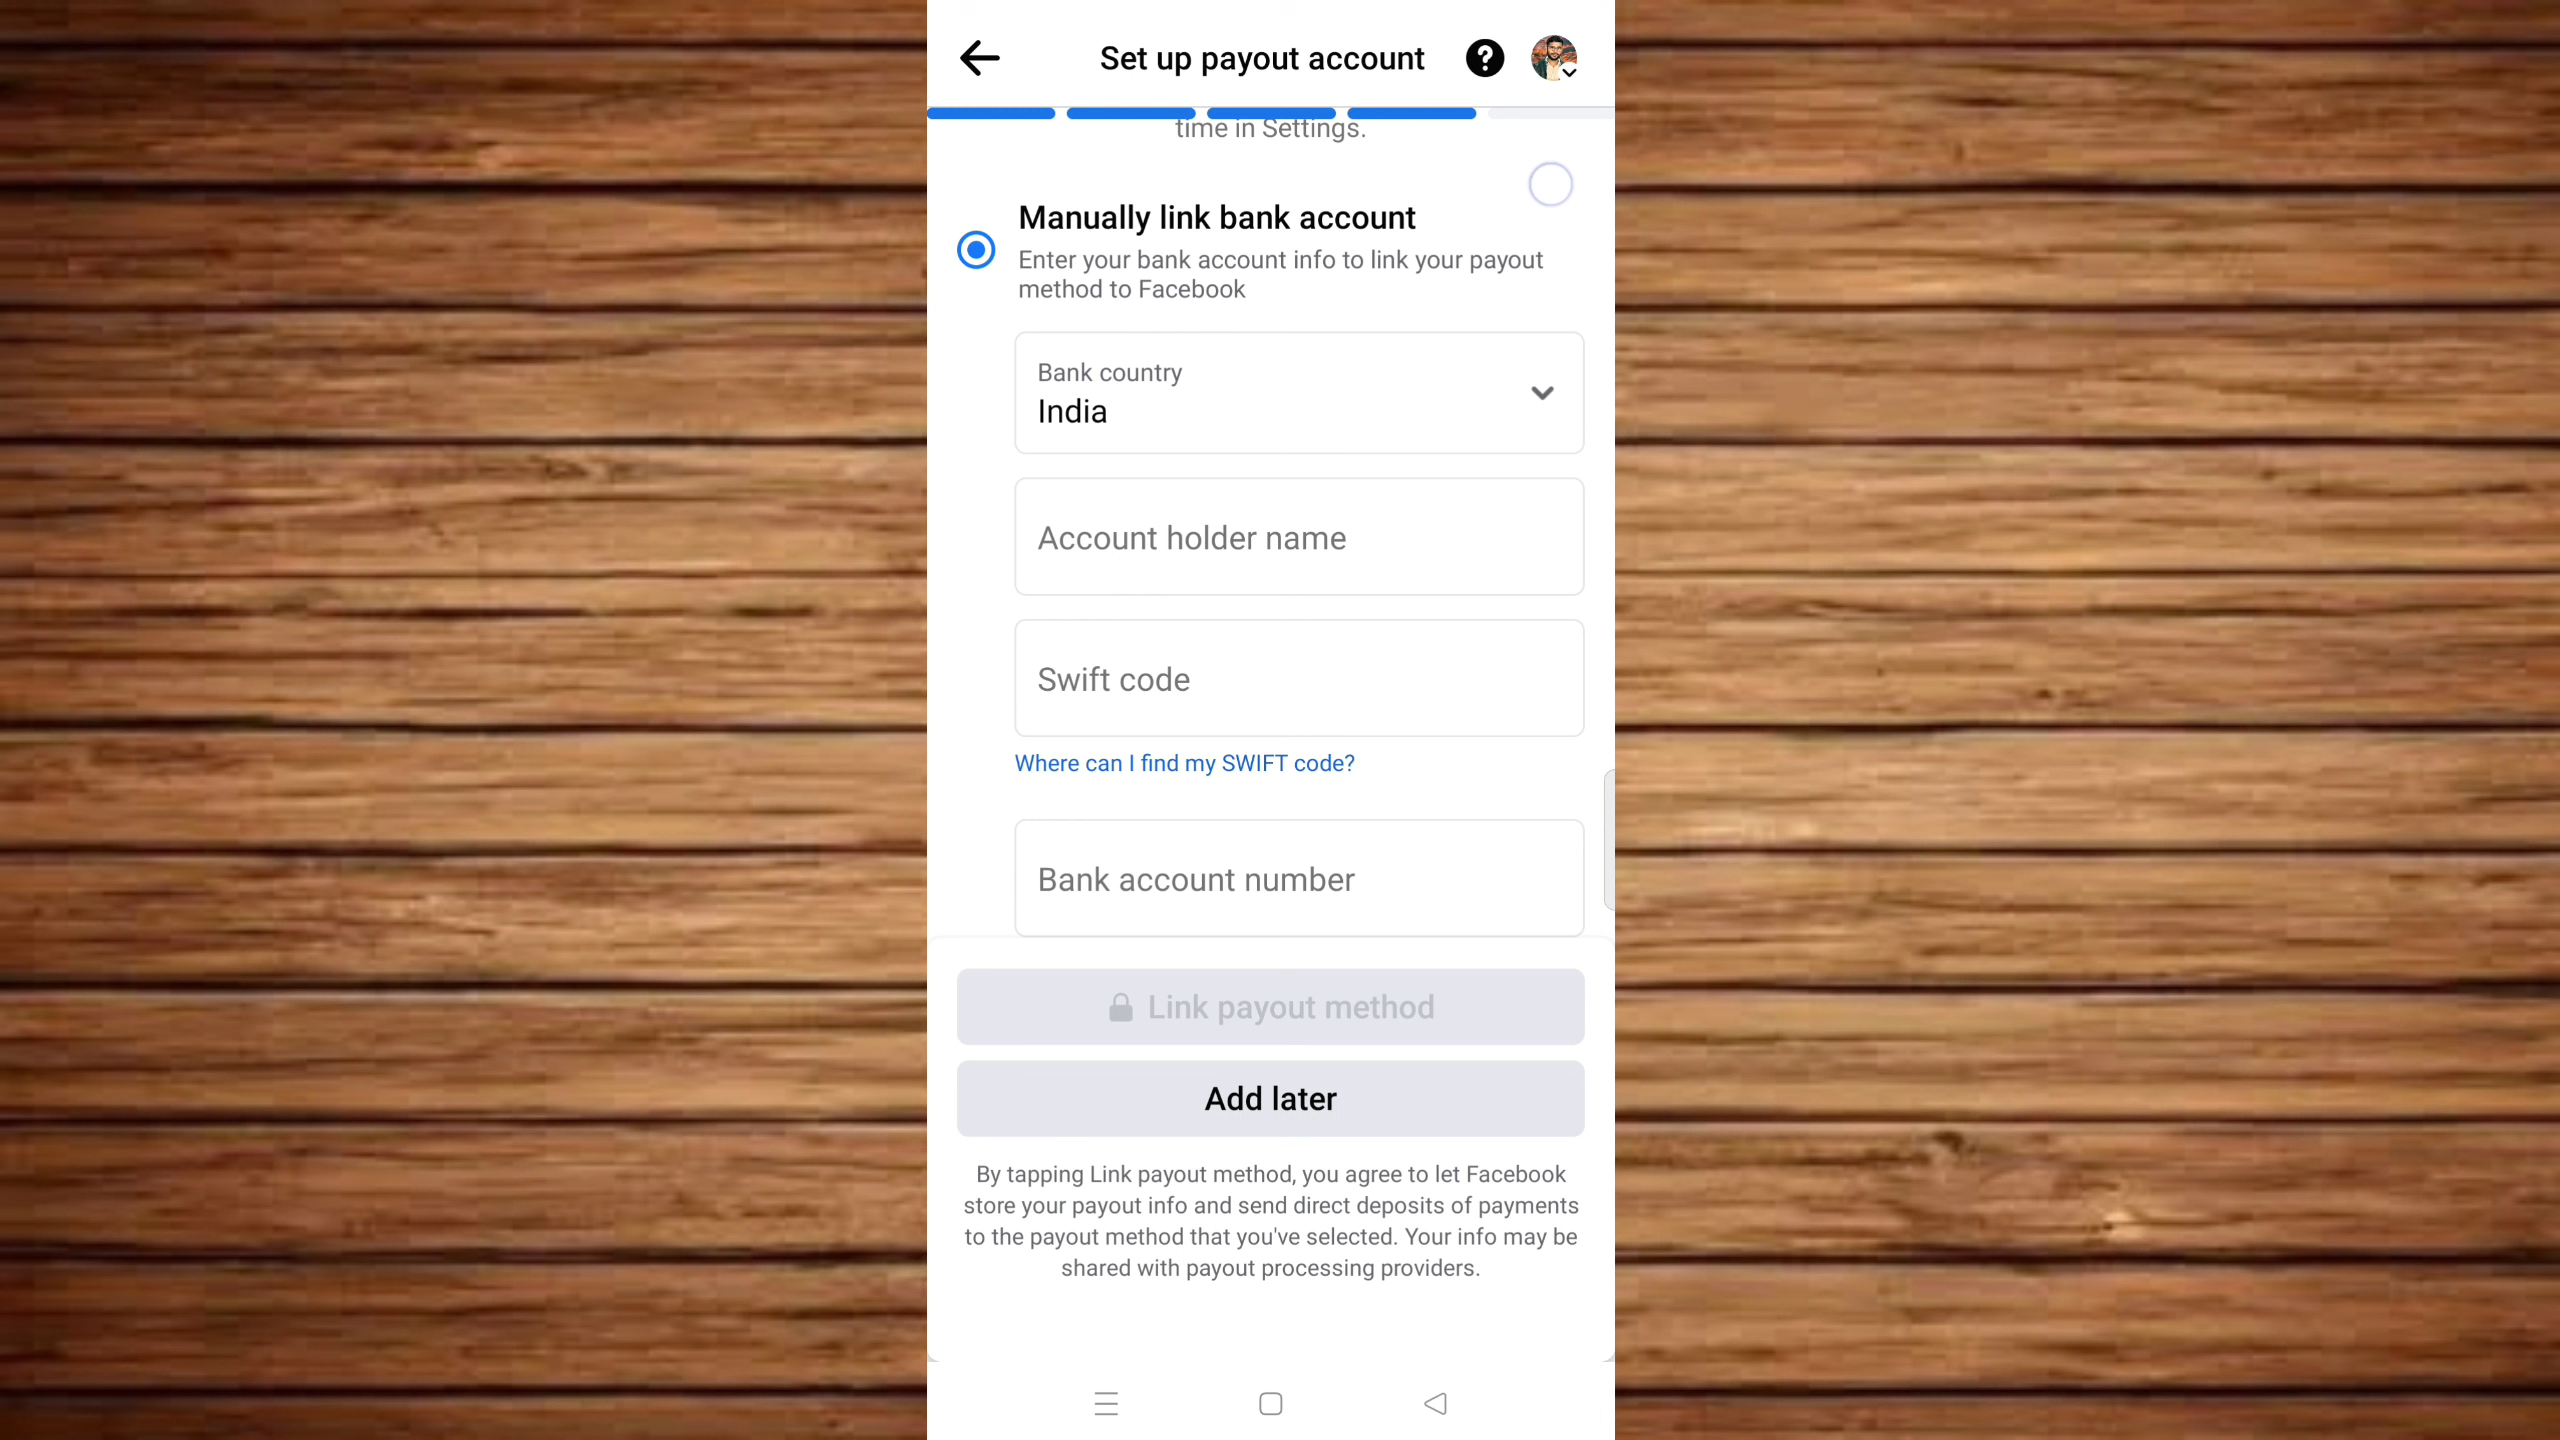 Set up payout account
time in Settings.
Manually link bank account
Enter your bank account info to link your payout
method to Facebook
Bank country
India
Account holder name
Swift code
Where can I find my SWIFT code?
Bank account number
Link payout method
Add later
By tapping Link payout method, you agree to let Facebook
store your payout info and send direct deposits of payments
to the payout method that you've selected. Your info may be
shared with payout processing providers.